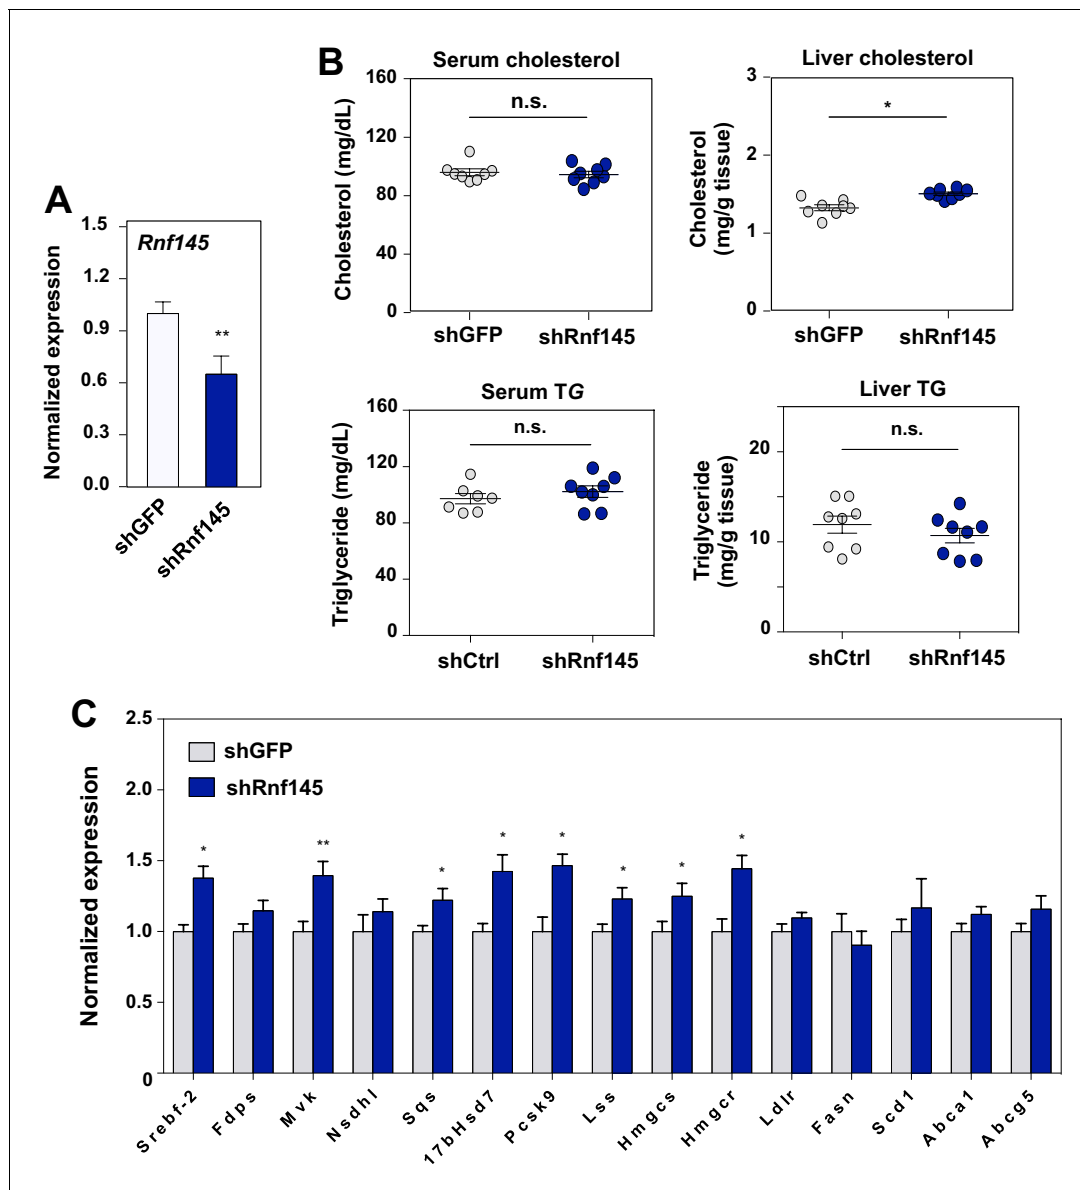 A
Rnf145
Normalized expression
1.5
1.2
0.9
0.6
0.3
0.0
**
shGFP
shRnf145
B
Serum cholesterol
Cholesterol (mg/dL)
160
120
80
40
0
n.s.
shGFP
shRnf145
Liver cholesterol
Cholesterol
(mg/g tissue)
3
2
1
0
*
shGFP
shRnf145
Serum TG
Triglyceride (mg/dL)
160
120
80
40
0
n.s.
shCtrl
shRnf145
Liver TG
Triglyceride
(mg/g tissue)
20
10
0
n.s.
shCtrl
shRnf145
C
Normalized expression
2.5
2.0
1.5
1.0
0.5
0
shGFP
shRnf145
* ** * * * * * *
Srebf-2
Fdps
Mvk
Nsdhl
Sqs
17bHsd7
Pcsk9
Lss
Hmgcs
Hmgcr
Ldlr
Fasn
Scd1
Abca1
Abcg5